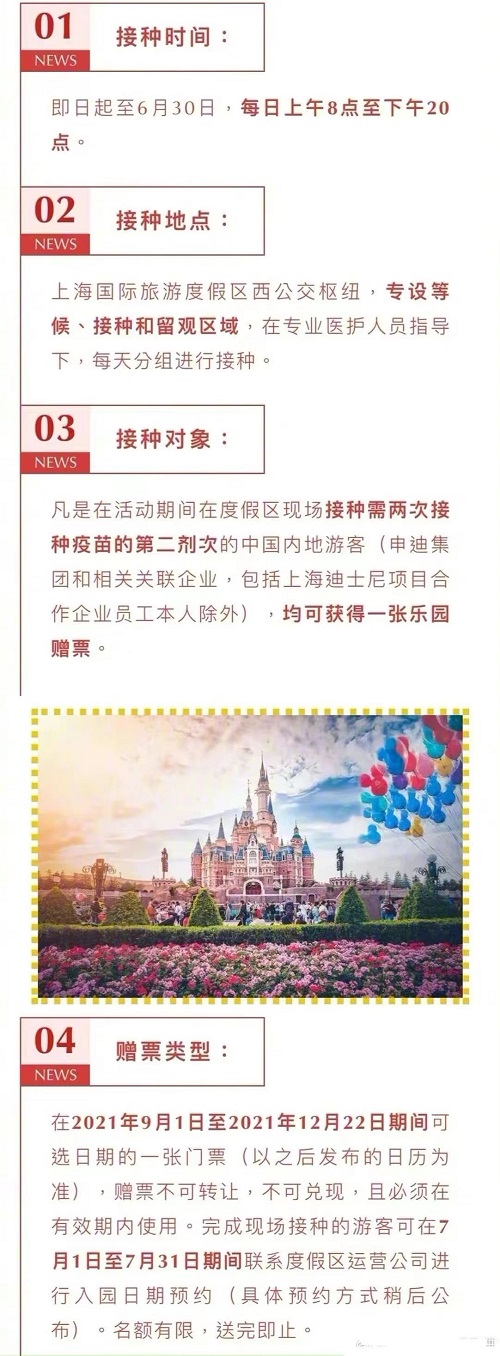 01
NEWS
接种时间：
即日起至6月30日，每日上午8点至下午20
点。
02
NEWS
接种地点：
上海国际旅游度假区西公交枢纽，专设等
候、接种和留观区域，在专业医护人员指导
下，每天分组进行接种。
03
NEWS
接种对象：
凡是在活动期间在度假区现场接种需两次接
种疫苗的第二剂次的中国内地游客（申迪集
团和相关关联企业，包括上海迪士尼项目合
作企业员工本人除外），均可获得一张乐园
赠票。
04
NEWS
赠票类型：
在2021年9月1日至2021年12月22日期间可
选日期的一张门票（以之后发布的日历为
准），赠票不可转让，不可兑现，且必须在
有效期内使用。完成现场接种的游客可在7
月1日至7月31日期间联系度假区运营公司进
行入园日期预约（具体预约方式稍后公
布）。名额有限，送完即止。